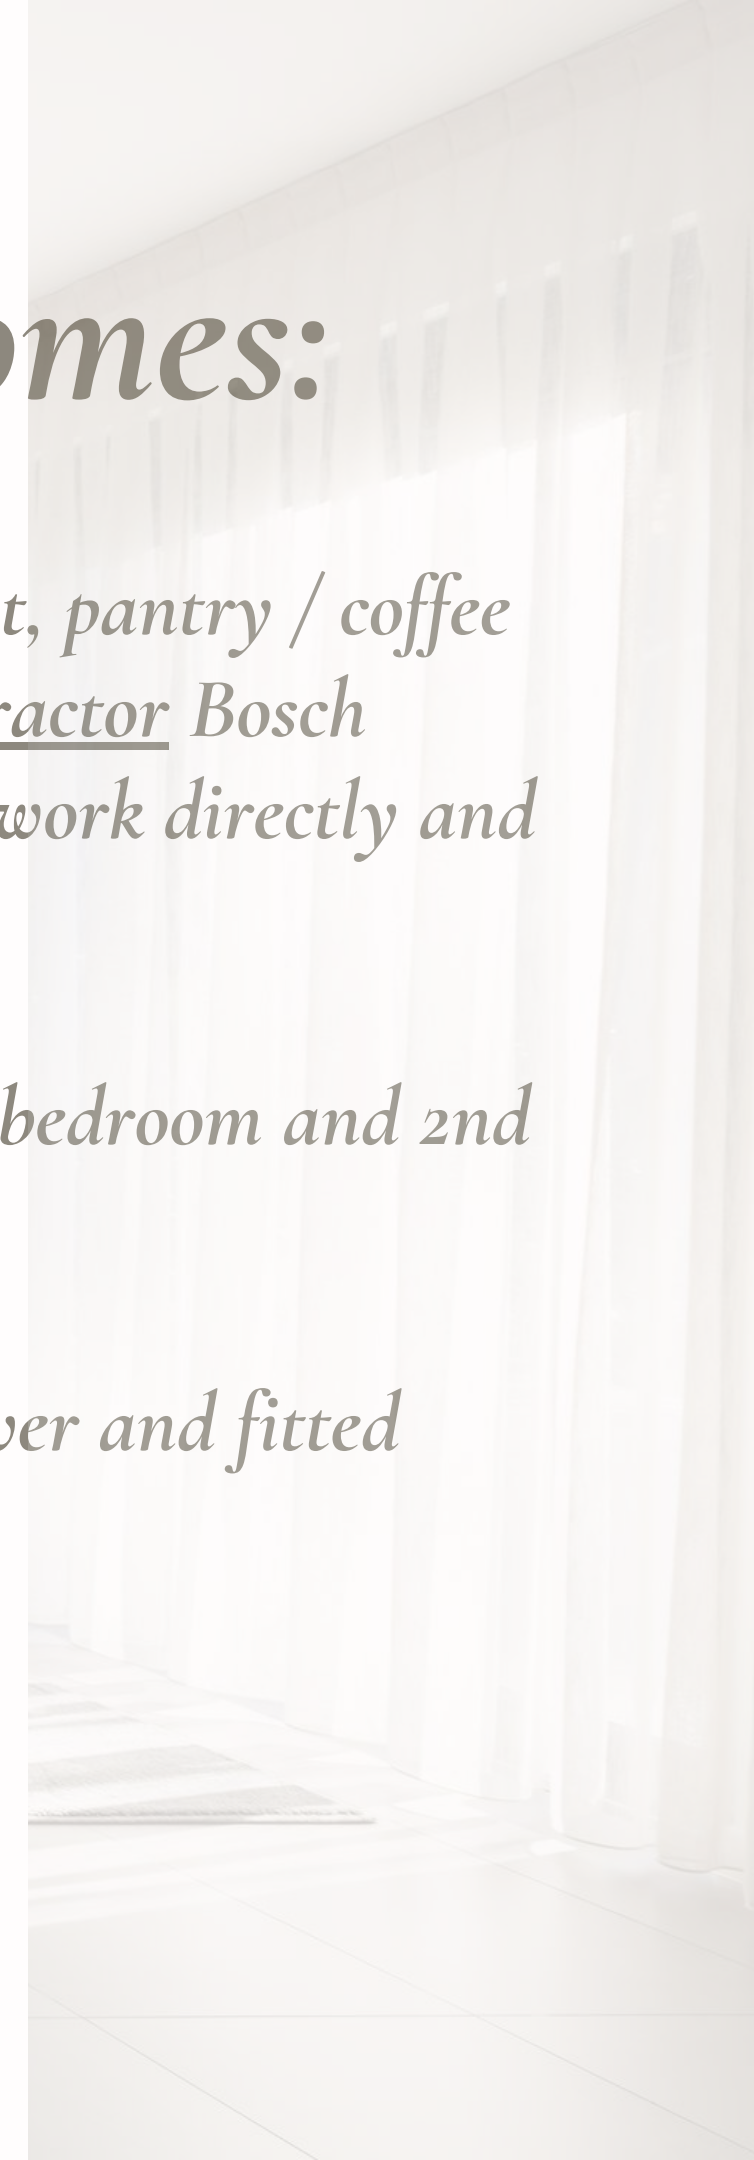 omes:
t, pantry / coffee
ractor Bosch
work directly and
bedroom and 2nd
ver and fitted